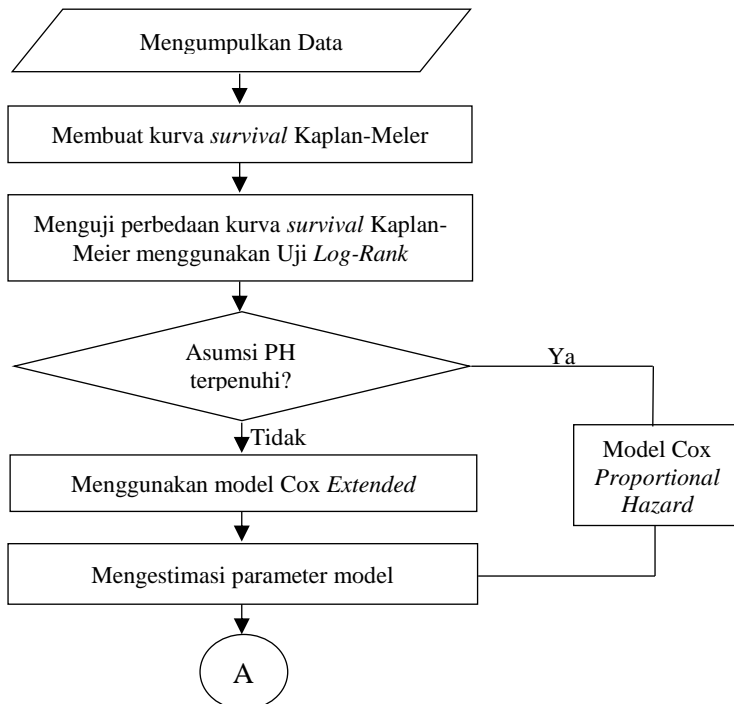 Mengumpulkan Data
Membuat kurva survival Kaplan-Meler
Menguji perbedaan kurva survival Kaplan-
Meier menggunakan Uji Log-Rank
Asumsi PH
terpenuhi?
Ya
Tidak
Model Cox
Proportional
Hazard
Menggunakan model Cox Extended
Mengestimasi parameter model
A